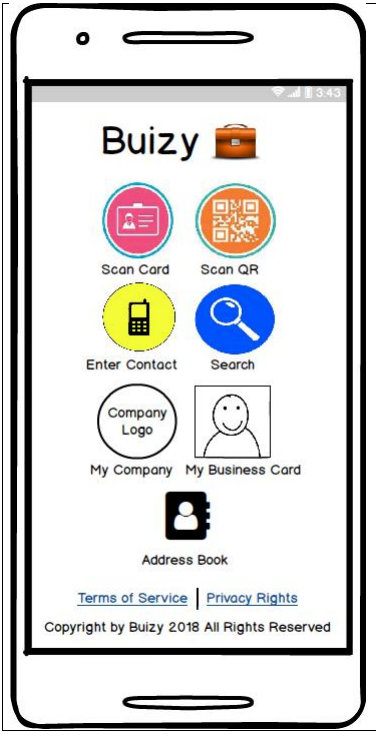 3:43
Buizy
Scan Card Scan QR
Enter Contact Search
Company
Logo
My Company My Business Card
Address Book
Terms of Service | Privacy Rights
Copyright by Buizy 2018 All Rights Reserved